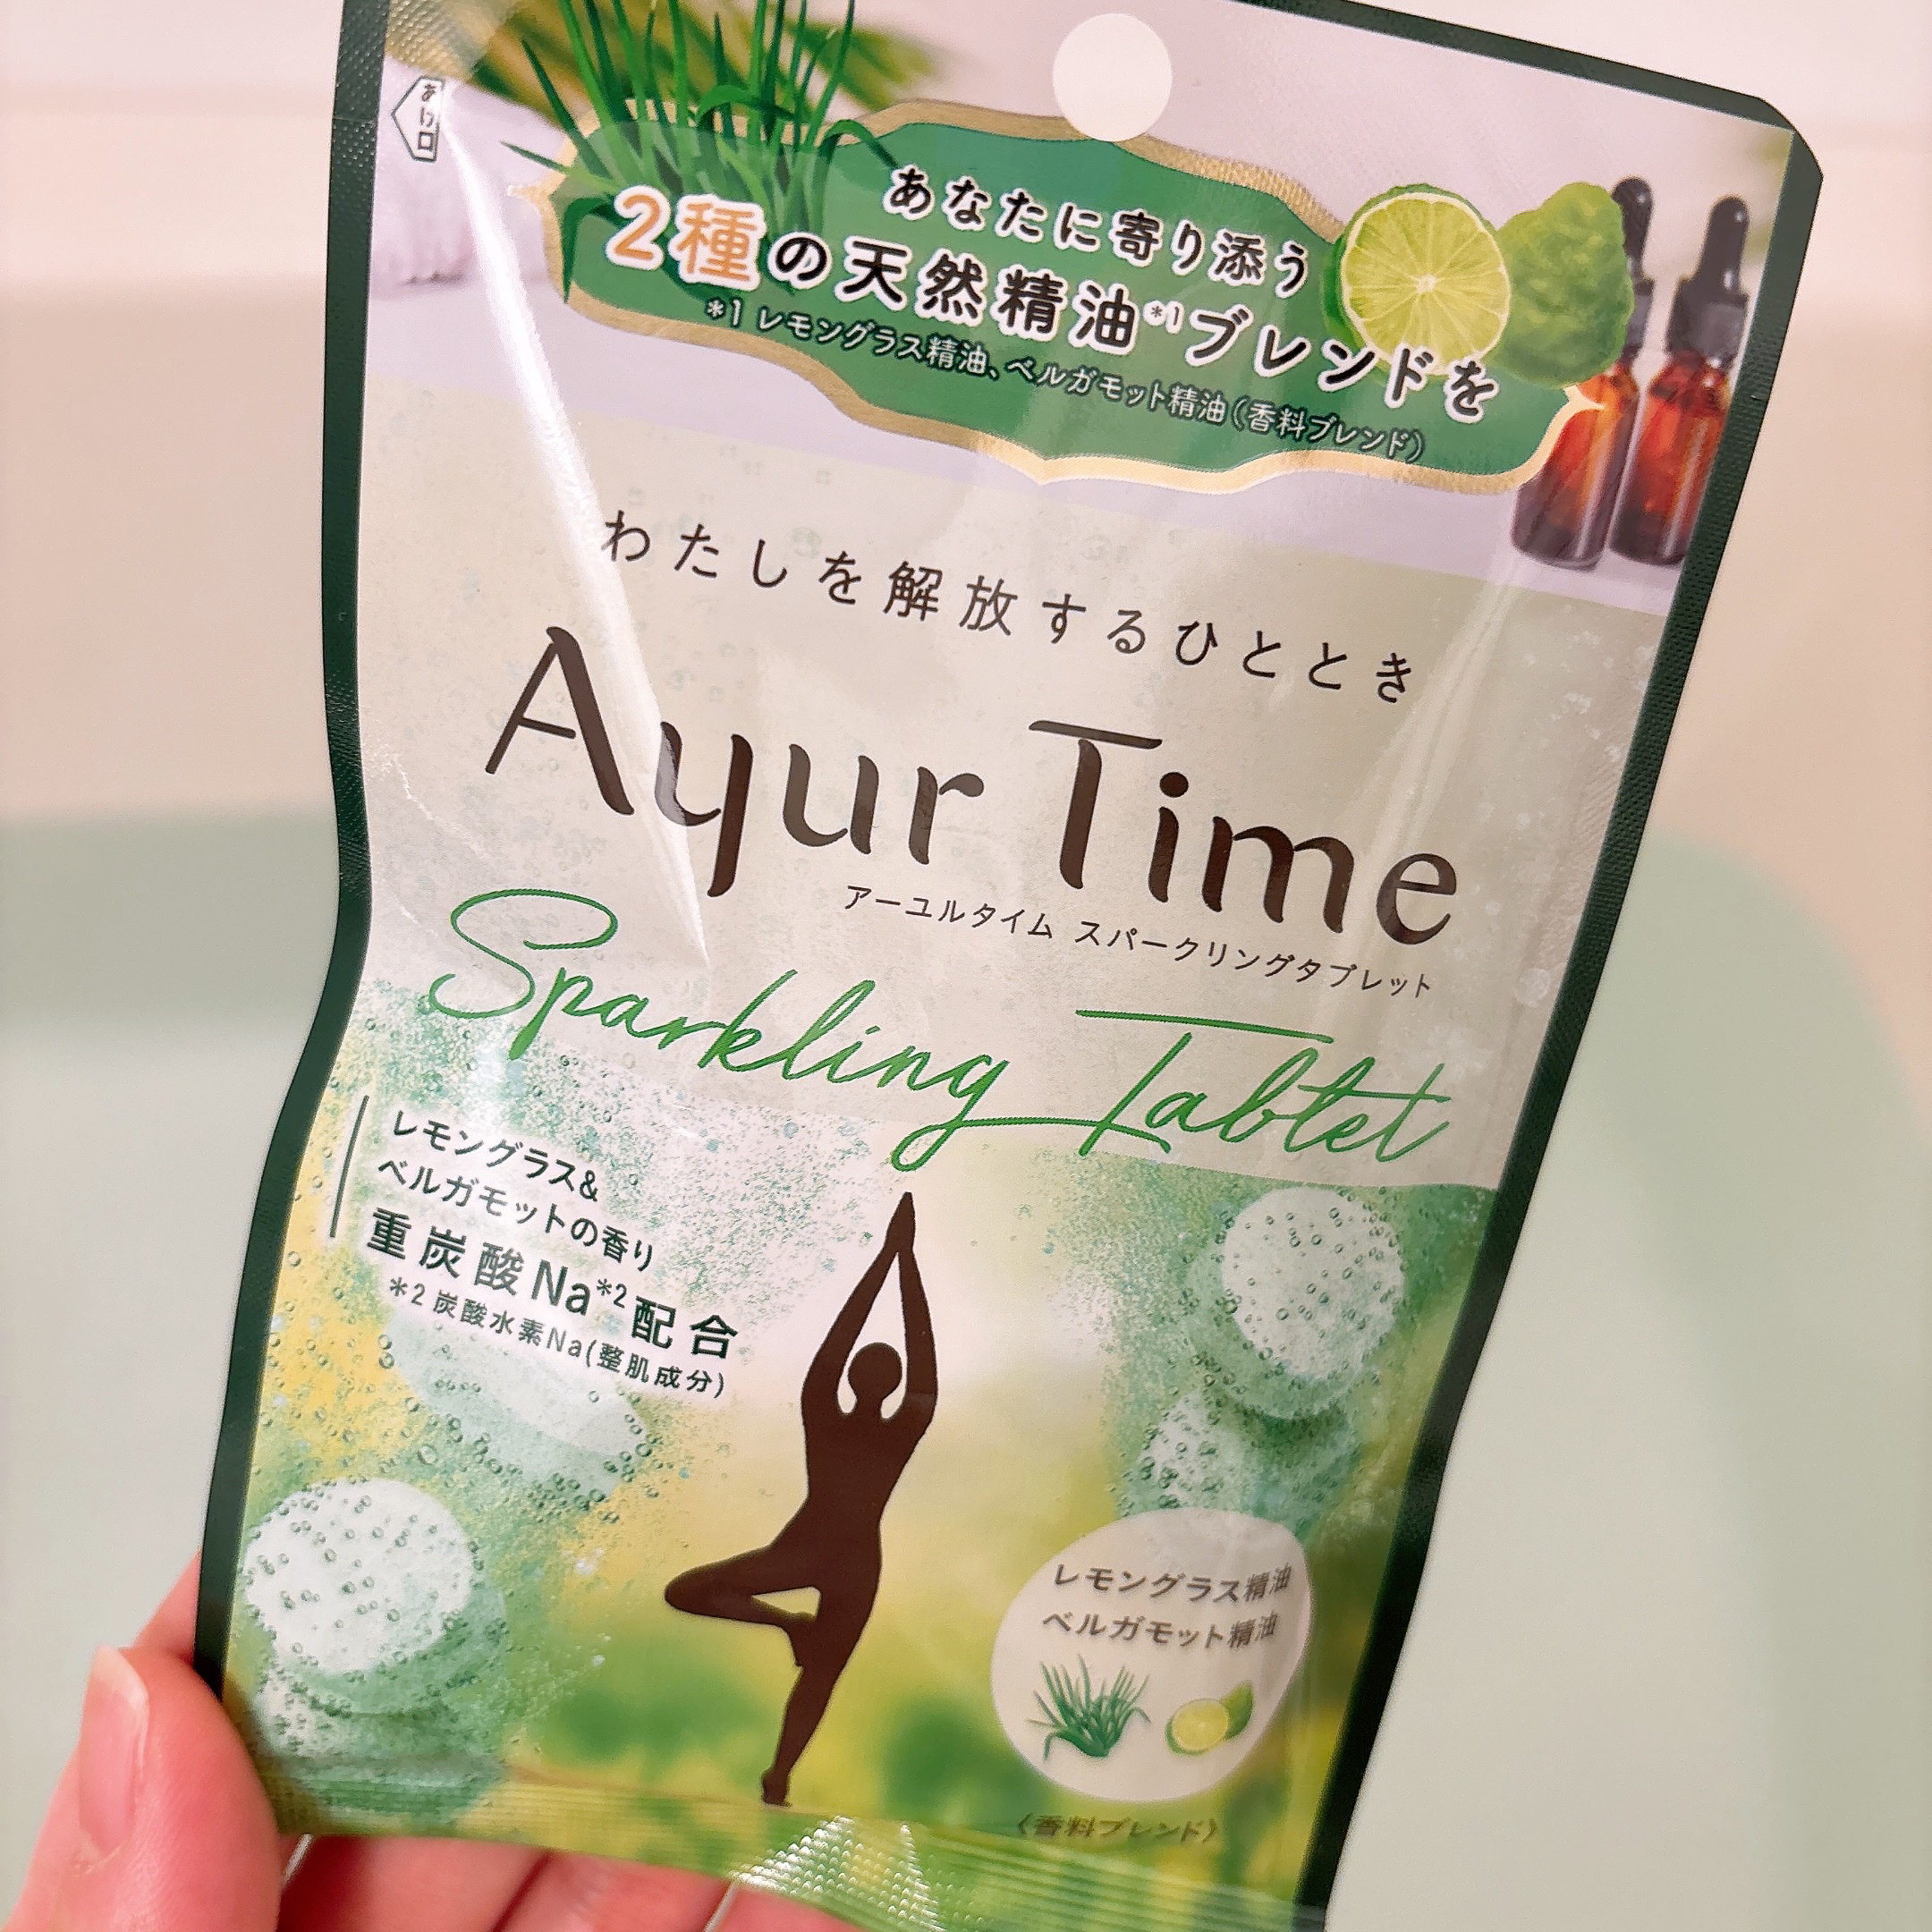 あけ口
あなたに寄り添う
2種の天然精油*1ブレンドを
*1 レモングラス精油、ベルガモット精油(香料ブレンド)
わたしを解放するひととき
Ayur Time
アーユルタイム スパークリングタブレット
Sparkling Tablet
レモングラス&
ベルガモットの香り
重炭酸Na*2配合
*2 炭酸水素Na(整肌成分)
レモングラス精油
ベルガモット精油
〈香料ブレンド〉